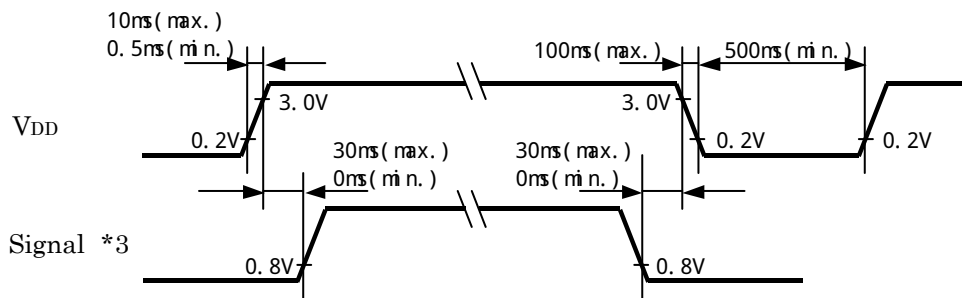 10ms(max.)
0.5ms(min.)
100ms(max.)
500ms(min.)
3.0V
3.0V
VDD
0.2V
0.2V
0.2V
30ms(max.)
0ms(min.)
30ms(max.)
0ms(min.)
Signal *3
0.8V
0.8V